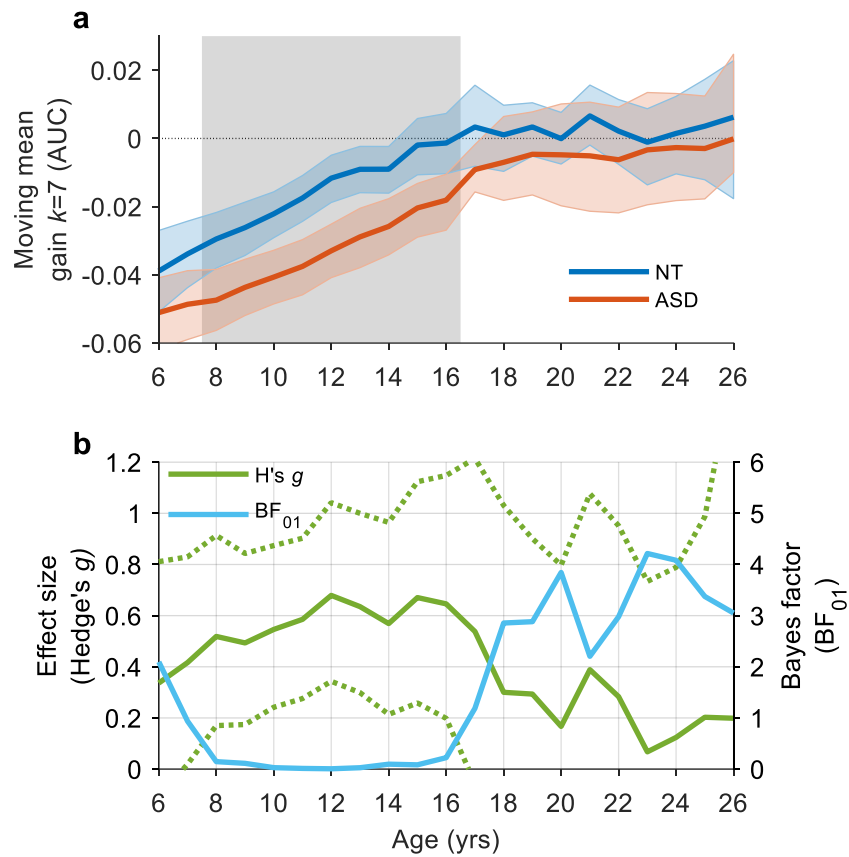 a
Moving mean
gain k=7 (AUC)
0.02
0
-0.02
-0.04
-0.06
NT
ASD
6 8 10 12 14 16 18 20 22 24 26
b
Effect size
(Hedge's g)
1.2
1
0.8
0.6
0.4
0.2
0
H's g
BF01
6
5
4
3
2
1
0
Bayes factor
(BF01)
6 8 10 12 14 16 18 20 22 24 26
Age (yrs)